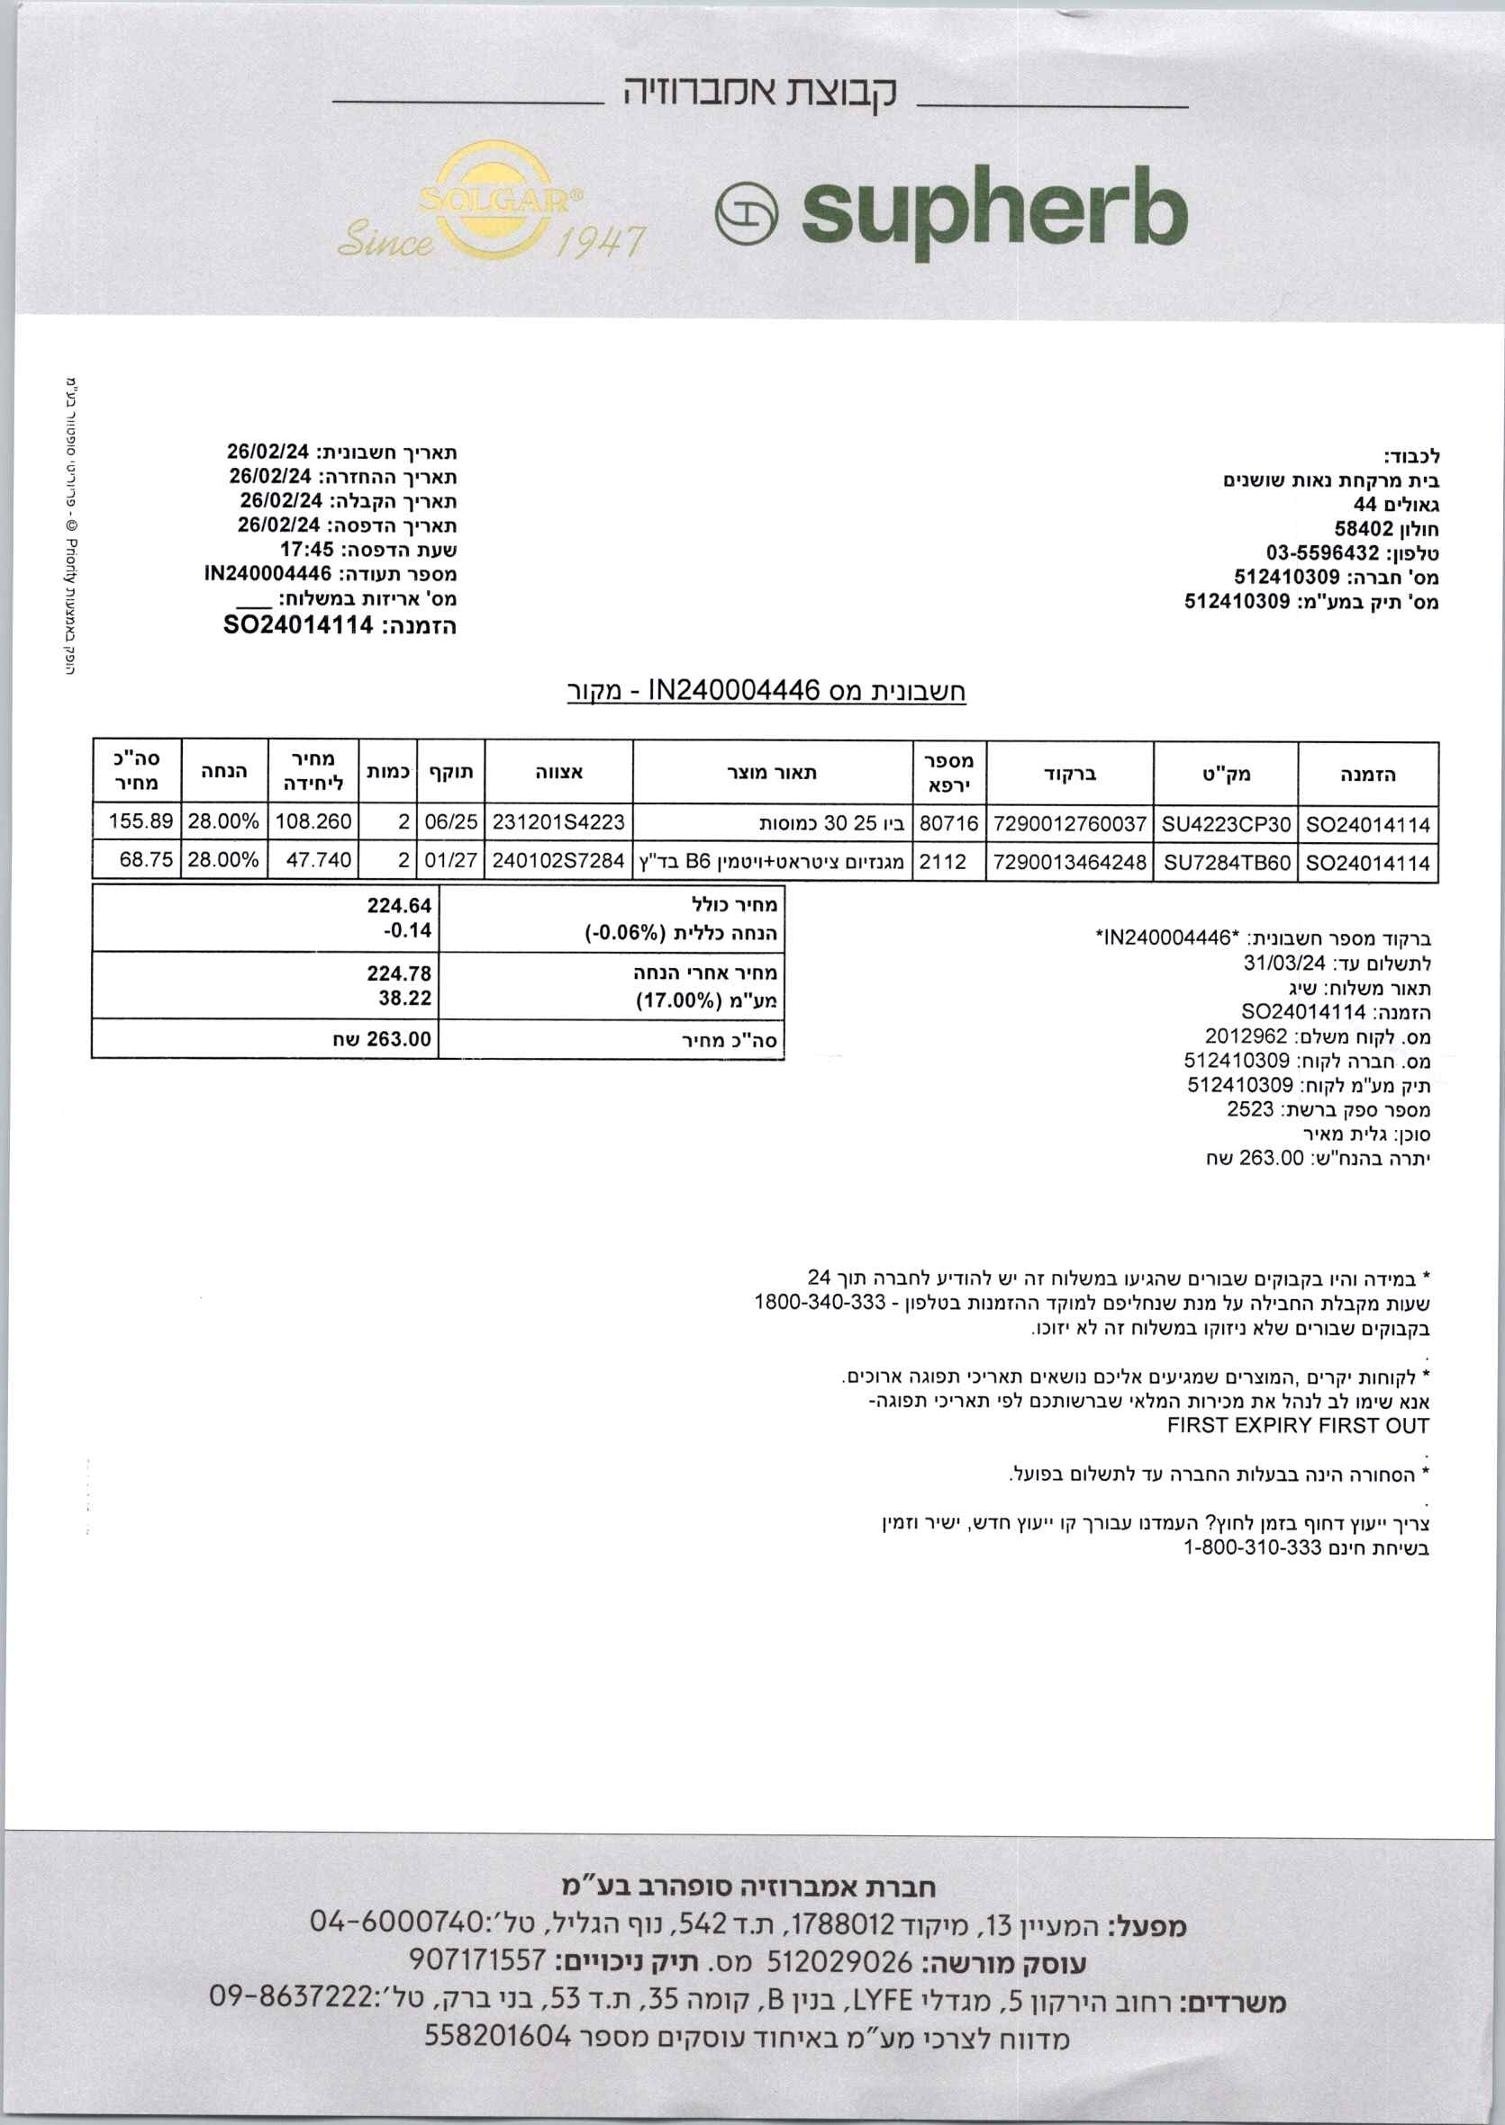 קבוצת אמברוזיה
SOLGAR®
Since 1947
supherb
לכבוד:
בית מרקחת נאות שושנים
גאולים 44
חולון 58402
טלפון: 03-5596432
מס' חברה: 512410309
מס' תיק במע"מ: 512410309
תאריך חשבונית: 26/02/24
תאריך ההחזרה: 26/02/24
תאריך הקבלה: 26/02/24
תאריך הדפסה: 26/02/24
שעת הדפסה: 17:45
מספר תעודה: IN240004446
מס' אריזות במשלוח: ___
הזמנה: SO24014114
הופק באמצעות Priority © - פריוריטי סופטוור בע"מ
חשבונית מס IN240004446 - מקור
הזמנה מק"ט ברקוד מספר ירפא תאור מוצר אצווה תוקף כמות מחיר ליחידה הנחה סה"כ מחיר
SO24014114 SU4223CP30 7290012760037 80716 ביו 25 30 כמוסות 231201S4223 06/25 2 108.260 28.00% 155.89
SO24014114 SU7284TB60 7290013464248 2112 מגנזיום ציטראט+ויטמין B6 בד"ץ 240102S7284 01/27 2 47.740 28.00% 68.75
מחיר כולל 224.64
הנחה כללית (-0.06%) -0.14
מחיר אחרי הנחה 224.78
מע"מ (17.00%) 38.22
סה"כ מחיר 263.00 שח
ברקוד מספר חשבונית: *IN240004446*
לתשלום עד: 31/03/24
תאור משלוח: שיג
הזמנה: SO24014114
מס. לקוח משלם: 2012962
מס. חברה לקוח: 512410309
תיק מע"מ לקוח: 512410309
מספר ספק ברשת: 2523
סוכן: גלית מאיר
יתרה בהנח"ש: 263.00 שח
* במידה והיו בקבוקים שבורים שהגיעו במשלוח זה יש להודיע לחברה תוך 24
שעות מקבלת החבילה על מנת שנחליפם למוקד ההזמנות בטלפון - 1800-340-333
בקבוקים שבורים שלא ניזוקו במשלוח זה לא יזוכו.
.
* לקוחות יקרים ,המוצרים שמגיעים אליכם נושאים תאריכי תפוגה ארוכים.
אנא שימו לב לנהל את מכירות המלאי שברשותכם לפי תאריכי תפוגה-
FIRST EXPIRY FIRST OUT
.
* הסחורה הינה בבעלות החברה עד לתשלום בפועל.
.
צריך ייעוץ דחוף בזמן לחוץ? העמדנו עבורך קו ייעוץ חדש, ישיר וזמין
בשיחת חינם 1-800-310-333
חברת אמברוזיה סופהרב בע״מ
מפעל: המעיין 13, מיקוד 1788012, ת.ד 542, נוף הגליל, טל׳:04-6000740
עוסק מורשה: 512029026 מס. תיק ניכויים: 907171557
משרדים: רחוב הירקון 5, מגדלי LYFE, בנין B, קומה 35, ת.ד 53, בני ברק, טל׳:09-8637222
מדווח לצרכי מע״מ באיחוד עוסקים מספר 558201604